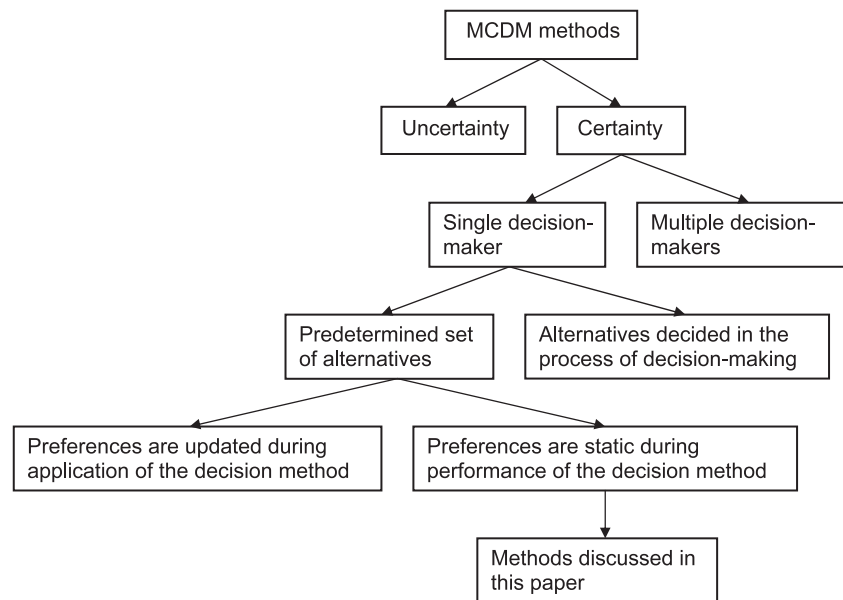 MCDM methods
Uncertainty
Certainty
Single decision-
maker
Multiple decision-
makers
Predetermined set
of alternatives
Alternatives decided in the
process of decision-making
Preferences are updated during
application of the decision method
Preferences are static during
performance of the decision method
Methods discussed in
this paper